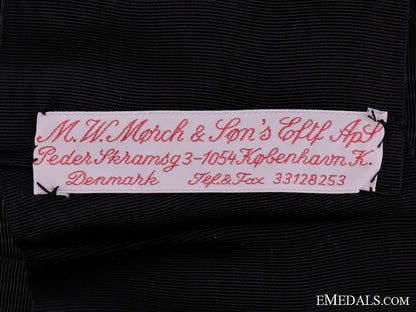 M.W.Mørch & Søn's Eftf ApS
Peder Skramsg 3-1054 København K.
Denmark Tlf.& Fax 33128253
EMEDALS.COM